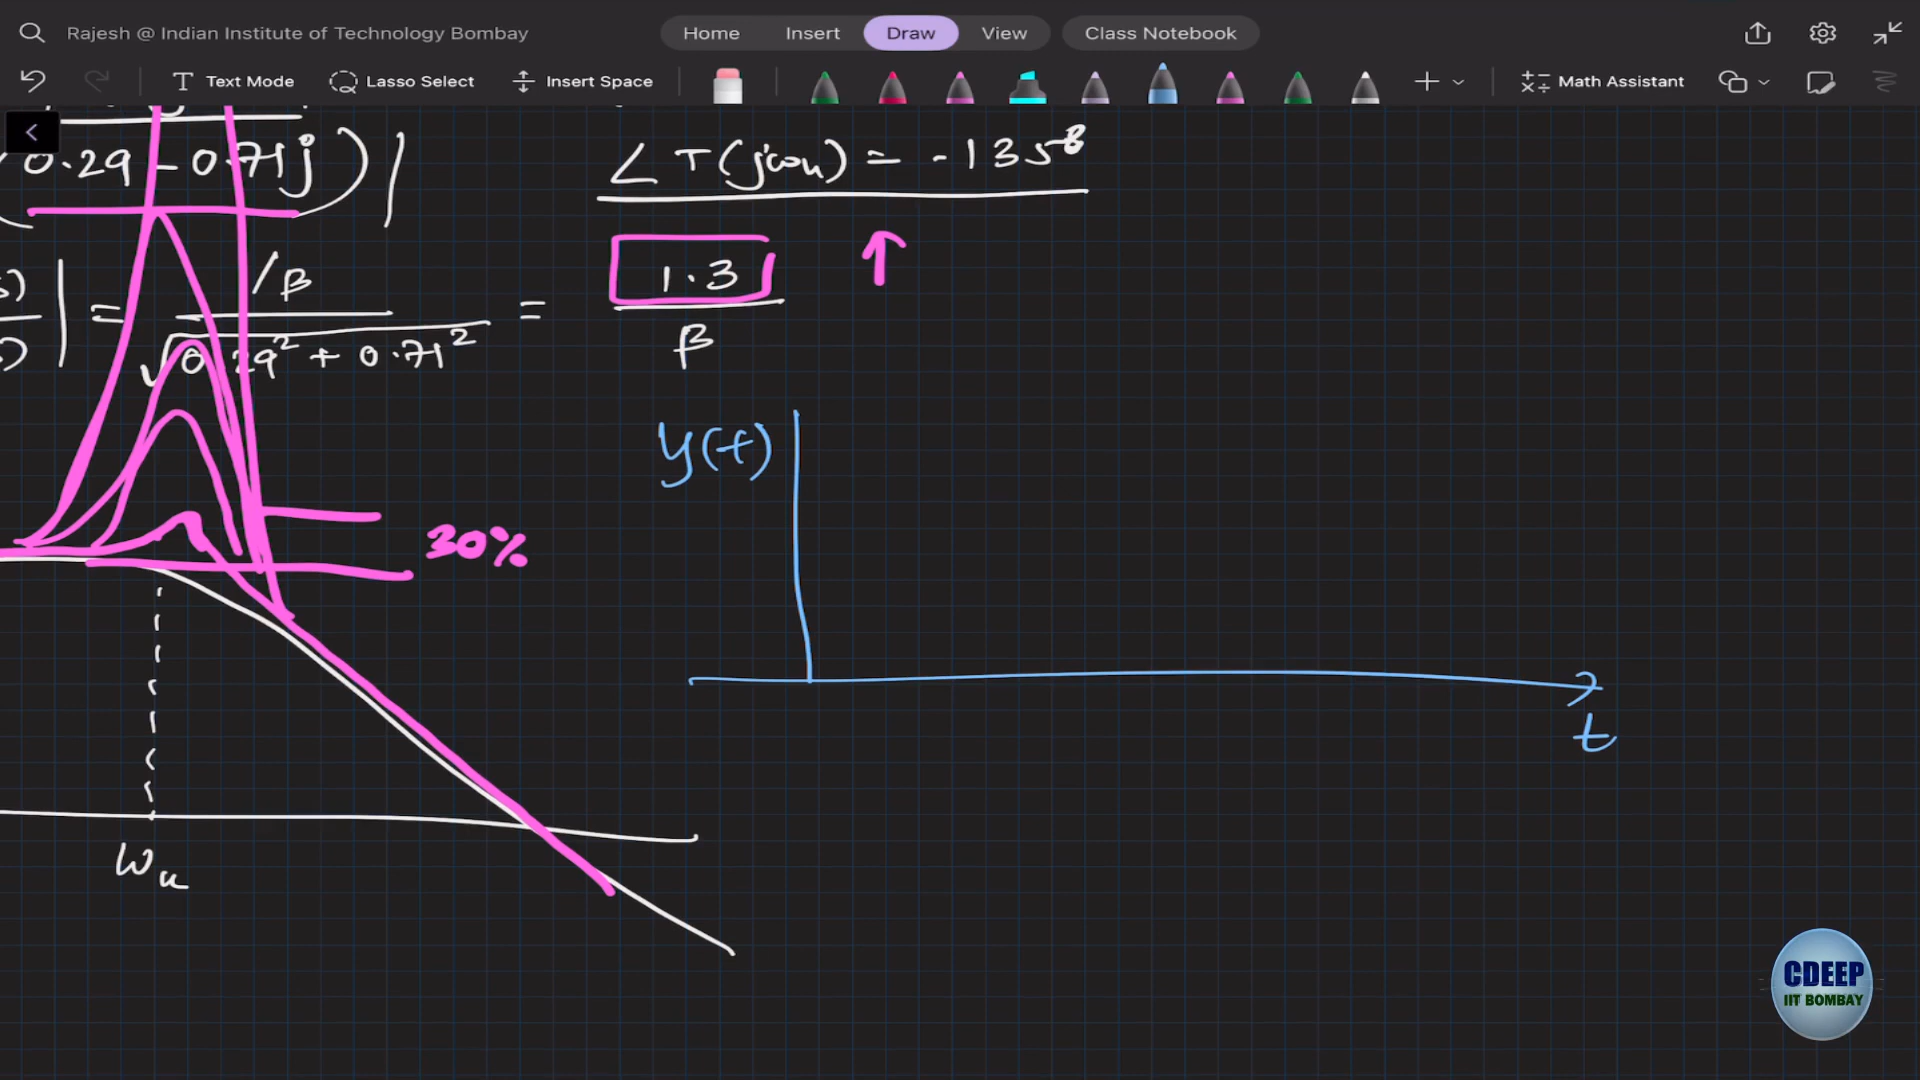 Rajesh @ Indian Institute of Technology Bombay
Home Insert Draw View Class Notebook
Text Mode Lasso Select Insert Space Math Assistant
0.29 - 0.71j)|
∠T(jωu) = -135°
s)| = 1/β = 1.3
√0.29² + 0.71² β
y(t)
30%
t
ωu
CDEEP
IIT BOMBAY